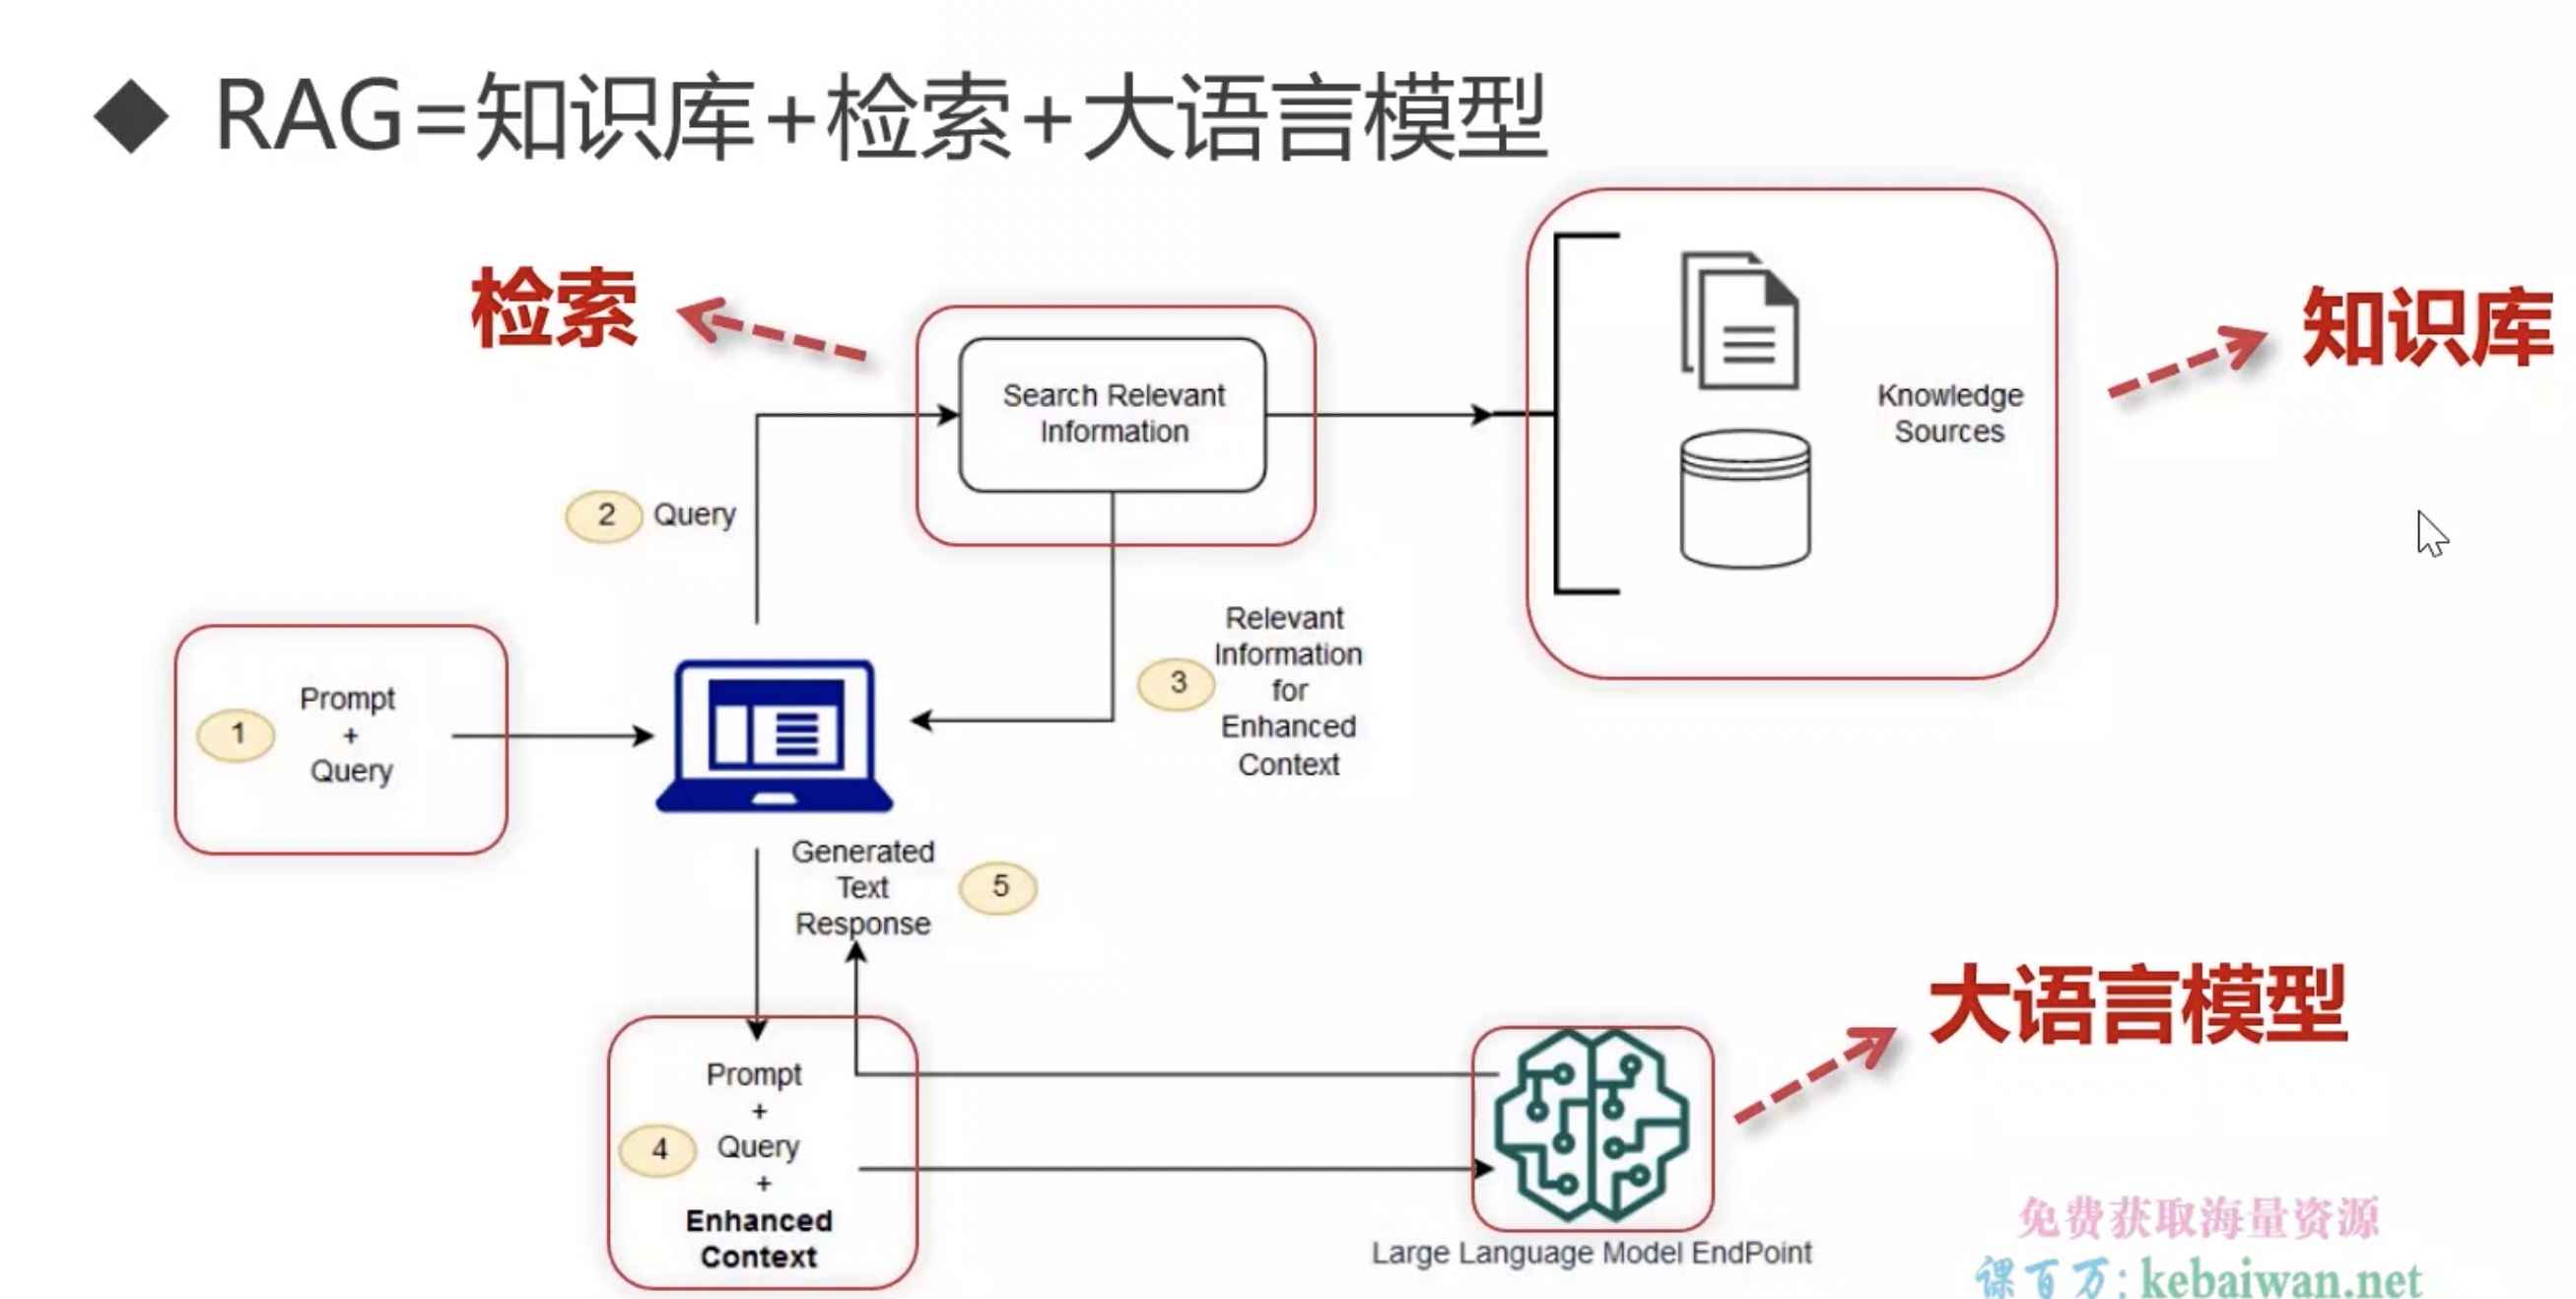 RAG=知识库+检索+大语言模型
检索
知识库
Search Relevant
Information
Knowledge
Sources
2
Query
Relevant
Information
for
Enhanced
Context
3
1
Prompt
+
Query
Generated
Text
Response
5
大语言模型
4
Prompt
+
Query
+
Enhanced
Context
Large Language Model EndPoint
免费获取海量资源
课百万: kebaiwan.net